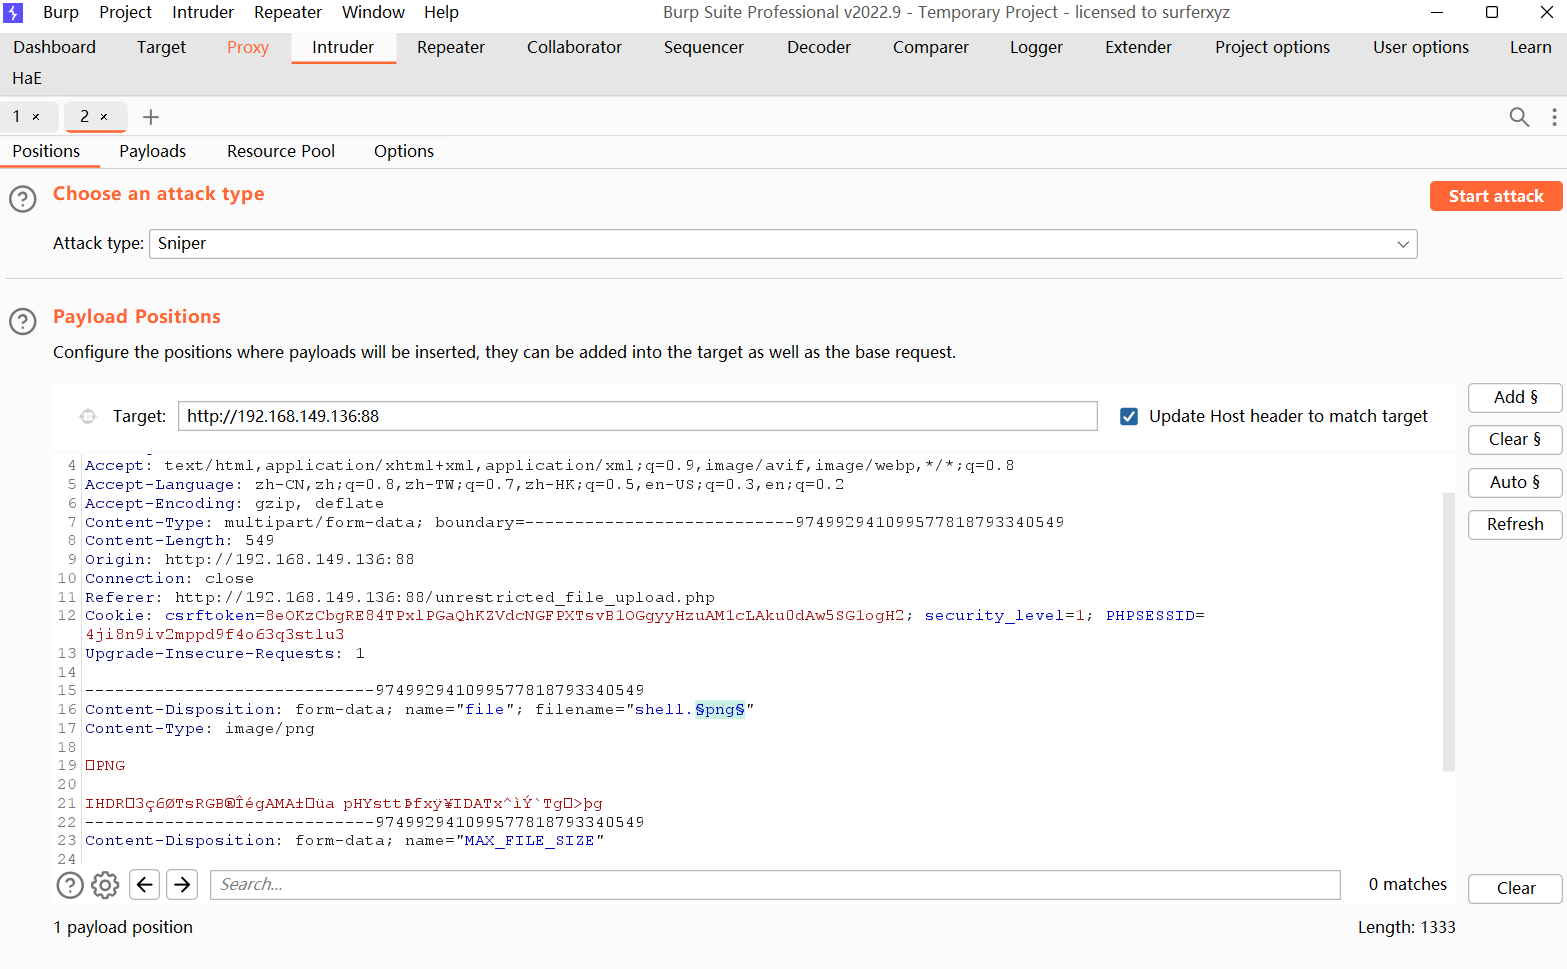 Burp Project Intruder Repeater Window Help Burp Suite Professional v2022.9 - Temporary Project - licensed to surferxyz
Dashboard Target Proxy Intruder Repeater Collaborator Sequencer Decoder Comparer Logger Extender Project options User options Learn
HaE
1 × 2 × +
Positions Payloads Resource Pool Options
Choose an attack type
Start attack
Attack type: Sniper
Payload Positions
Configure the positions where payloads will be inserted, they can be added into the target as well as the base request.
Add §
Target: http://192.168.149.136:88 Update Host header to match target
Clear §
4 Accept: text/html,application/xhtml+xml,application/xml;q=0.9,image/avif,image/webp,*/*;q=0.8
5 Accept-Language: zh-CN,zh;q=0.8,zh-TW;q=0.7,zh-HK;q=0.5,en-US;q=0.3,en;q=0.2
Auto §
6 Accept-Encoding: gzip, deflate
7 Content-Type: multipart/form-data; boundary=---------------------------9749929410995778187933​40549
Refresh
8 Content-Length: 549
9 Origin: http://192.168.149.136:88
10 Connection: close
11 Referer: http://192.168.149.136:88/unrestricted_file_upload.php
12 Cookie: csrftoken=8eOKzCbgRE84TPxlPGaQhKZVdcNGFPXTsvB1OGgyyHzuAM1cLAku0dAw5SG1ogH2; security_level=1; PHPSESSID=
4ji8n9iv2mppd9f4o63q3stlu3
13 Upgrade-Insecure-Requests: 1
14
15 -----------------------------974992941099577818793340549
16 Content-Disposition: form-data; name="file"; filename="shell.§png§"
17 Content-Type: image/png
18
19 PNG
20
21 IHDR□3ç6ØTsRGB®ÎégAMA±□üa pHYsttÞfxÿ¥IDATx^ìÝ`Tg□>þg
22 -----------------------------974992941099577818793340549
23 Content-Disposition: form-data; name="MAX_FILE_SIZE"
24
Search... 0 matches Clear
1 payload position Length: 1333